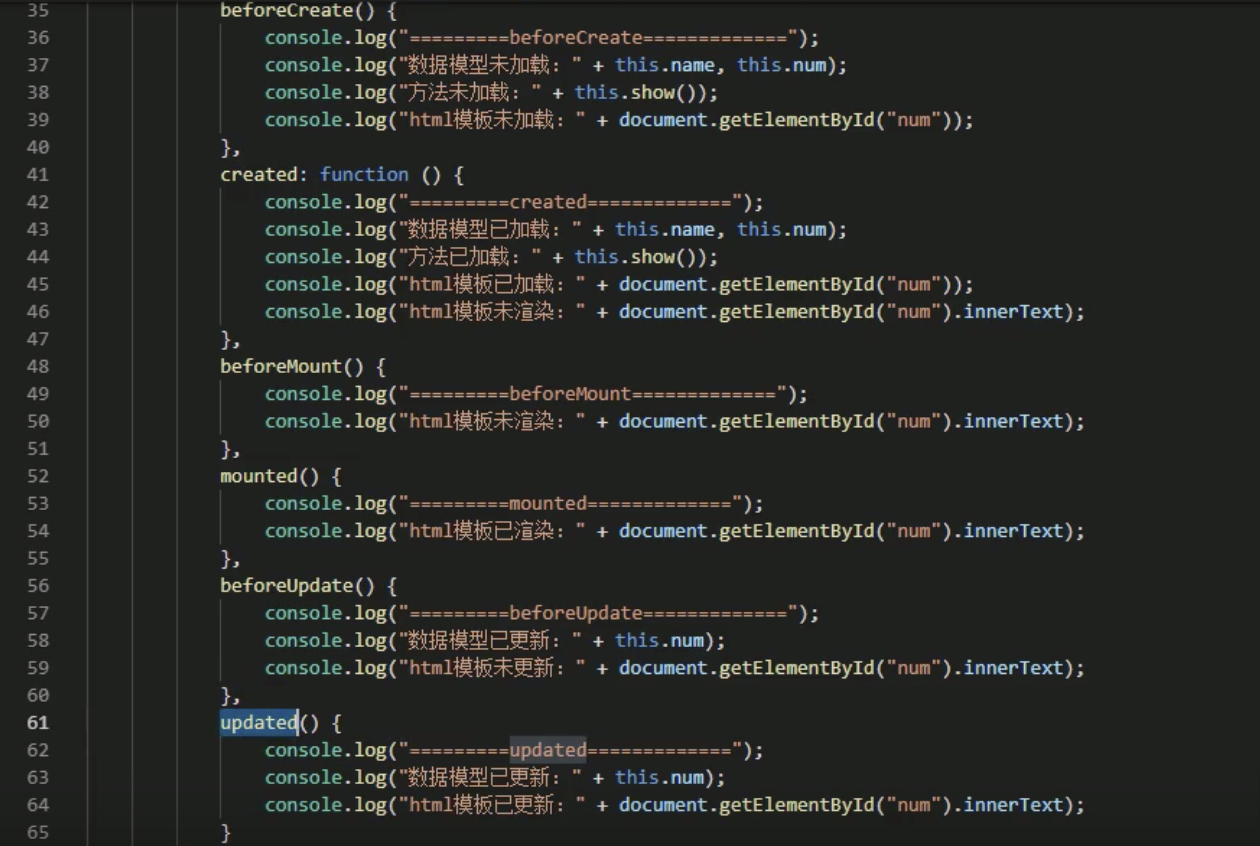 35 beforeCreate() {
36 console.log("=========beforeCreate=============");
37 console.log("数据模型未加载：" + this.name, this.num);
38 console.log("方法未加载：" + this.show());
39 console.log("html模板未加载：" + document.getElementById("num"));
40 },
41 created: function () {
42 console.log("=========created=============");
43 console.log("数据模型已加载：" + this.name, this.num);
44 console.log("方法已加载：" + this.show());
45 console.log("html模板已加载：" + document.getElementById("num"));
46 console.log("html模板未渲染：" + document.getElementById("num").innerText);
47 },
48 beforeMount() {
49 console.log("=========beforeMount=============");
50 console.log("html模板未渲染：" + document.getElementById("num").innerText);
51 },
52 mounted() {
53 console.log("=========mounted=============");
54 console.log("html模板已渲染：" + document.getElementById("num").innerText);
55 },
56 beforeUpdate() {
57 console.log("=========beforeUpdate=============");
58 console.log("数据模型已更新：" + this.num);
59 console.log("html模板未更新：" + document.getElementById("num").innerText);
60 },
61 updated() {
62 console.log("=========updated=============");
63 console.log("数据模型已更新：" + this.num);
64 console.log("html模板已更新：" + document.getElementById("num").innerText);
65 }